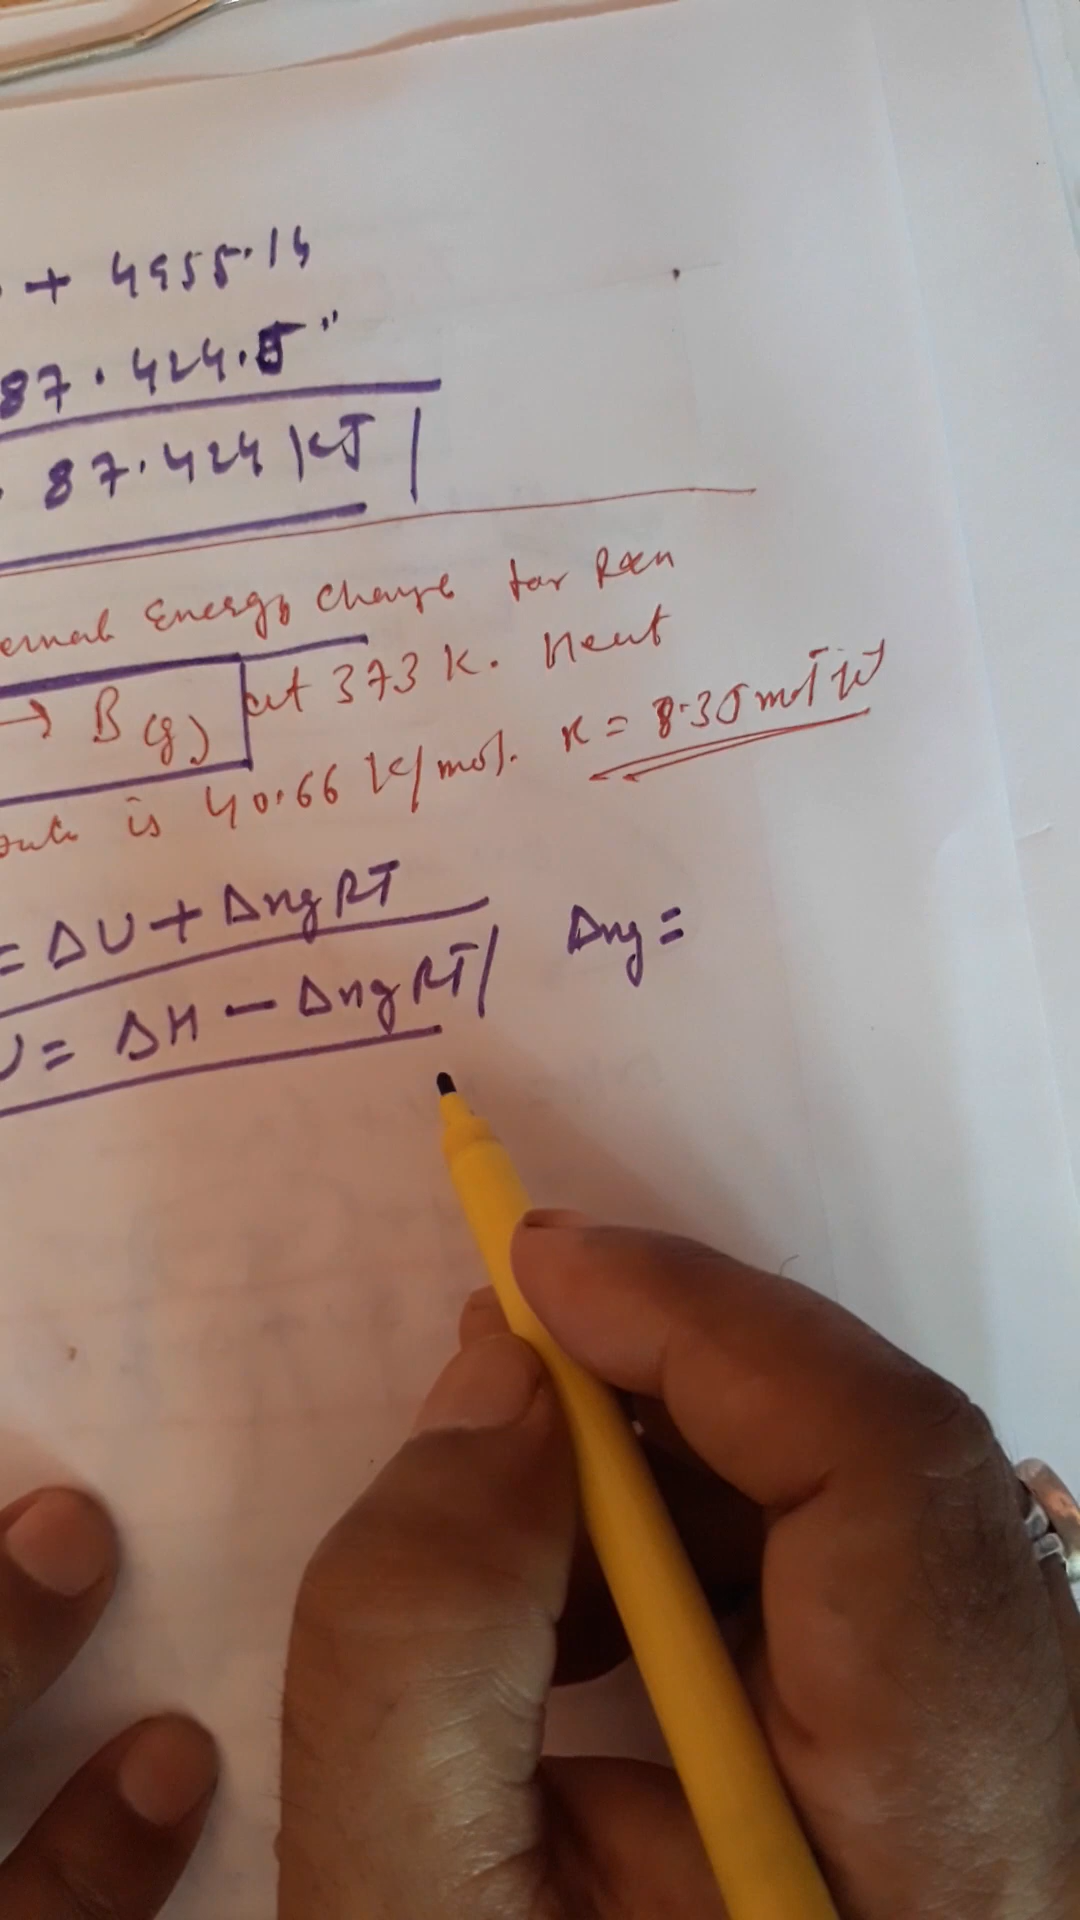 + 4955.14
87.424.5"
87.424 kJ
ernal Energy Change for Rxn
→ B(g) at 373 K. Heat
is 40.66 kJ/mol. R = 8.3 J mol⁻¹ K⁻¹
= ΔU + ΔngRT
U = ΔH - ΔngRT Δng =